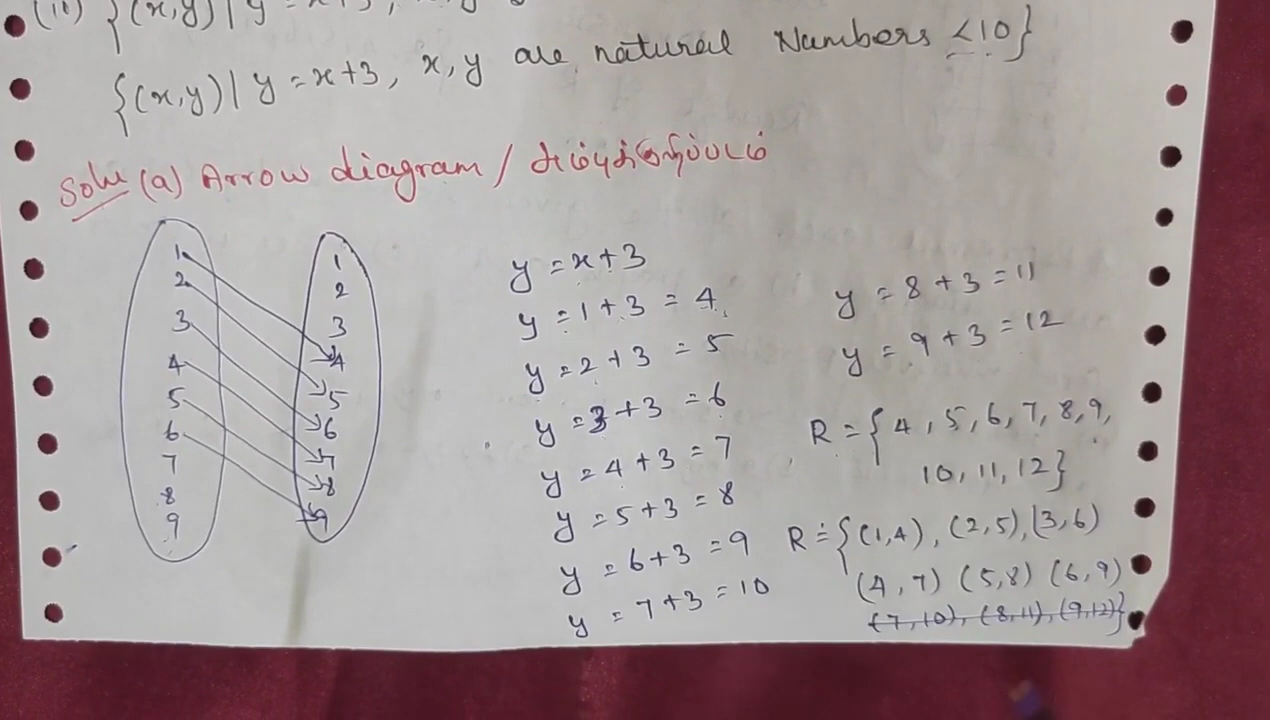 {(x,y) | y = x+3, x, y are natural Numbers <10}
Soln (a) Arrow diagram /
1 2 3 4 5 6 7 8 9
1 2 3 4 5 6 7 8 9
y = x+3
y = 1+3 = 4
y = 2+3 = 5
y = 3+3 = 6
y = 4+3 = 7
y = 5+3 = 8
y = 6+3 = 9
y = 7+3 = 10
y = 8+3 = 11
y = 9+3 = 12
R = {4, 5, 6, 7, 8, 9,
10, 11, 12}
R = {(1,4), (2,5), (3,6)
(4,7) (5,8) (6,9)
(7,10), (8,11), (9,12)}